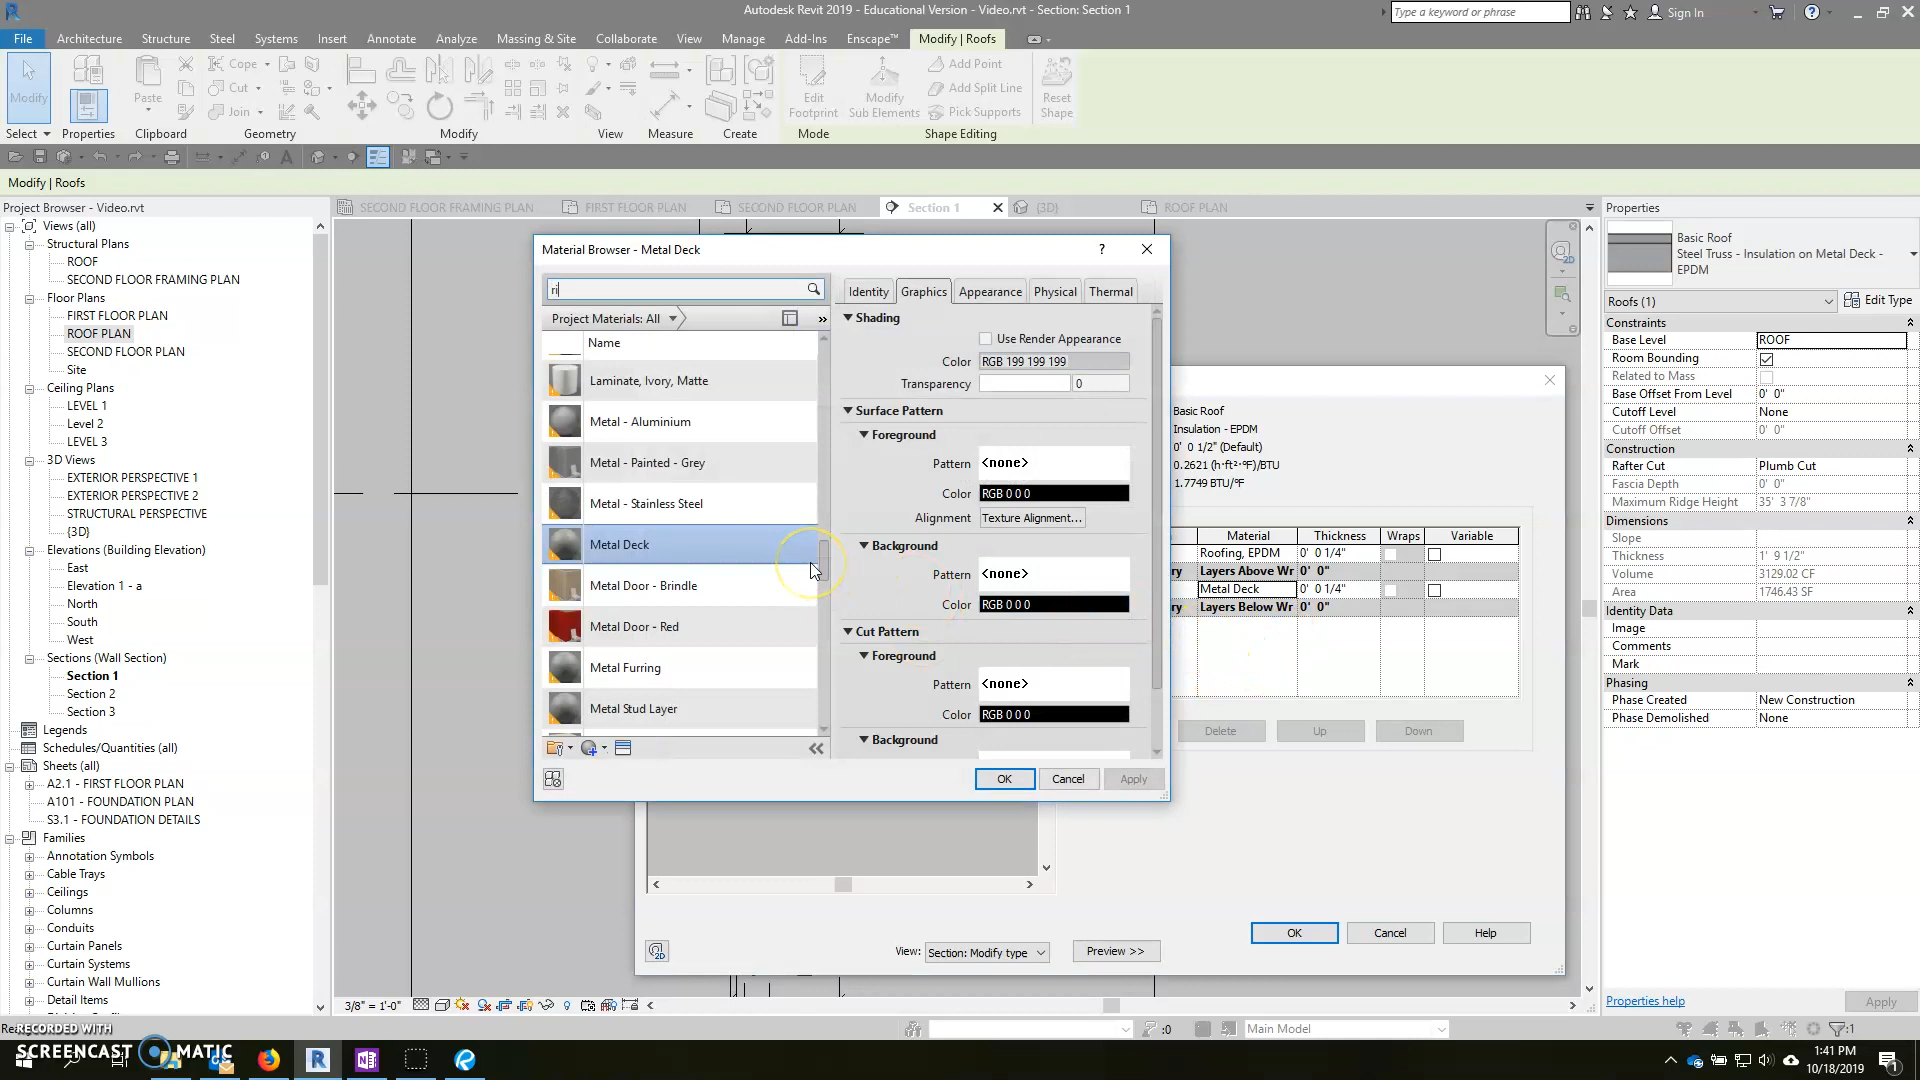 Autodesk Revit 2019 - Educational Version - Video.rvt - Section: Section 1
Type a keyword or phrase
Sign In
File Architecture Structure Steel Systems Insert Annotate Analyze Massing & Site Collaborate View Manage Add-Ins Enscape™ Modify | Roofs
Modify
Paste
Cope
Cut
Join
Edit Footprint
Modify Sub Elements
Add Point
Add Split Line
Pick Supports
Reset Shape
Select Properties Clipboard Geometry Modify View Measure Create Mode Shape Editing
Modify | Roofs
Project Browser - Video.rvt
Views (all)
Structural Plans
ROOF
SECOND FLOOR FRAMING PLAN
Floor Plans
FIRST FLOOR PLAN
ROOF PLAN
SECOND FLOOR PLAN
Site
Ceiling Plans
LEVEL 1
Level 2
LEVEL 3
3D Views
EXTERIOR PERSPECTIVE 1
EXTERIOR PERSPECTIVE 2
STRUCTURAL PERSPECTIVE
{3D}
Elevations (Building Elevation)
East
Elevation 1 - a
North
South
West
Sections (Wall Section)
Section 1
Section 2
Section 3
Legends
Schedules/Quantities (all)
Sheets (all)
A2.1 - FIRST FLOOR PLAN
A101 - FOUNDATION PLAN
S3.1 - FOUNDATION DETAILS
Families
Annotation Symbols
Cable Trays
Ceilings
Columns
Conduits
Curtain Panels
Curtain Systems
Curtain Wall Mullions
Detail Items
SECOND FLOOR FRAMING PLAN FIRST FLOOR PLAN SECOND FLOOR PLAN Section 1 {3D} ROOF PLAN
Material Browser - Metal Deck
ri
Project Materials: All
Name
Laminate, Ivory, Matte
Metal - Aluminium
Metal - Painted - Grey
Metal - Stainless Steel
Metal Deck
Metal Door - Brindle
Metal Door - Red
Metal Furring
Metal Stud Layer
Identity Graphics Appearance Physical Thermal
Shading
Use Render Appearance
Color RGB 199 199 199
Transparency 0
Surface Pattern
Foreground
Pattern <none>
Color RGB 0 0 0
Alignment Texture Alignment...
Background
Pattern <none>
Color RGB 0 0 0
Cut Pattern
Foreground
Pattern <none>
Color RGB 0 0 0
Background
OK Cancel Apply
Basic Roof
Insulation - EPDM
0' 0 1/2" (Default)
0.2621 (h·ft²·°F)/BTU
1.7749 BTU/°F
Material Thickness Wraps Variable
Roofing, EPDM 0' 0 1/4"
ry Layers Above Wr 0' 0"
Metal Deck 0' 0 1/4"
ry Layers Below Wr 0' 0"
Delete Up Down
OK Cancel Help
View: Section: Modify type Preview >>
Properties
Basic Roof
Steel Truss - Insulation on Metal Deck - EPDM
Roofs (1) Edit Type
Constraints
Base Level ROOF
Room Bounding
Related to Mass
Base Offset From Level 0' 0"
Cutoff Level None
Cutoff Offset 0' 0"
Construction
Rafter Cut Plumb Cut
Fascia Depth 0' 0"
Maximum Ridge Height 35' 3 7/8"
Dimensions
Slope
Thickness 1' 9 1/2"
Volume 3129.02 CF
Area 1746.43 SF
Identity Data
Image
Comments
Mark
Phasing
Phase Created New Construction
Phase Demolished None
Properties help Apply
3/8" = 1'-0"
Rea
:0 Main Model :1
RECORDED WITH
SCREENCAST MATIC
1:41 PM
10/18/2019